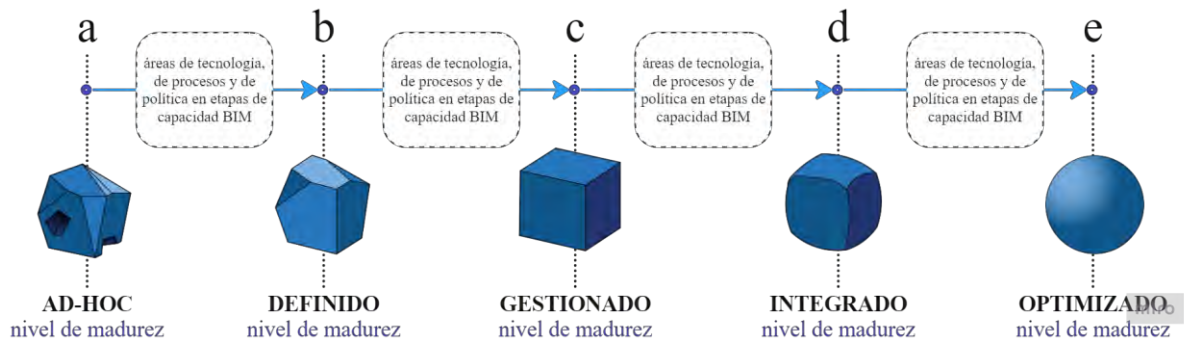 a
b
c
d
e
áreas de tecnología,
de procesos y de
política en etapas de
capacidad BIM
áreas de tecnología,
de procesos y de
política en etapas de
capacidad BIM
áreas de tecnología,
de procesos y de
política en etapas de
capacidad BIM
áreas de tecnología,
de procesos y de
política en etapas de
capacidad BIM
AD-HOC
nivel de madurez
DEFINIDO
nivel de madurez
GESTIONADO
nivel de madurez
INTEGRADO
nivel de madurez
OPTIMIZADO
nivel de madurez
miro